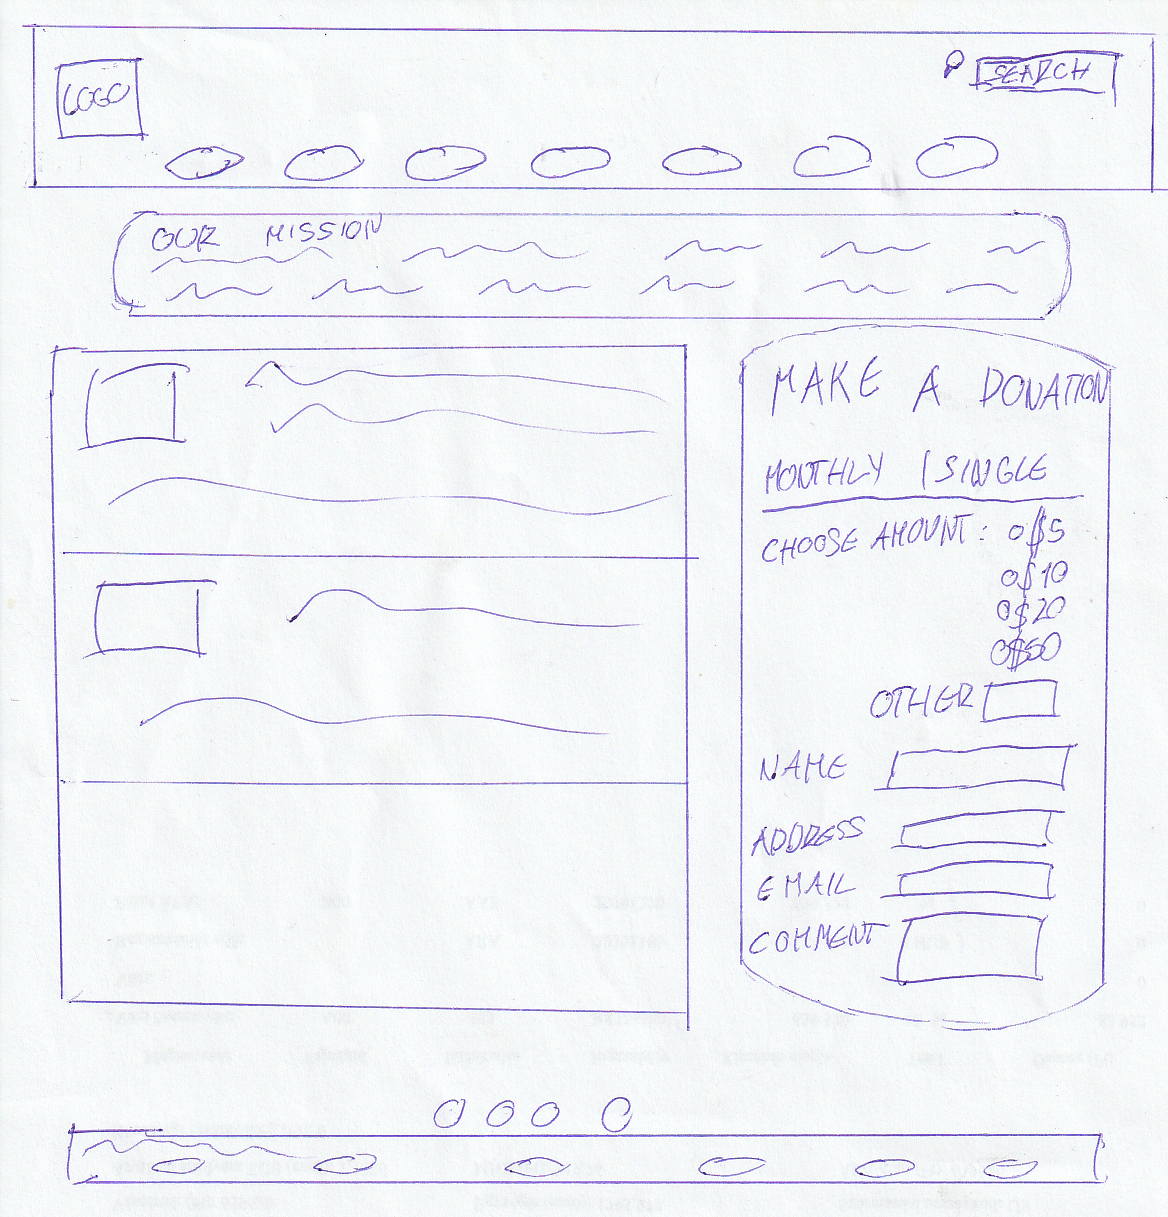 LOGO
SEARCH
OUR MISSION
MAKE A DONATION
MONTHLY | SINGLE
CHOOSE AMOUNT: $5
$10
$20
$50
OTHER
NAME
ADDRESS
EMAIL
COMMENT